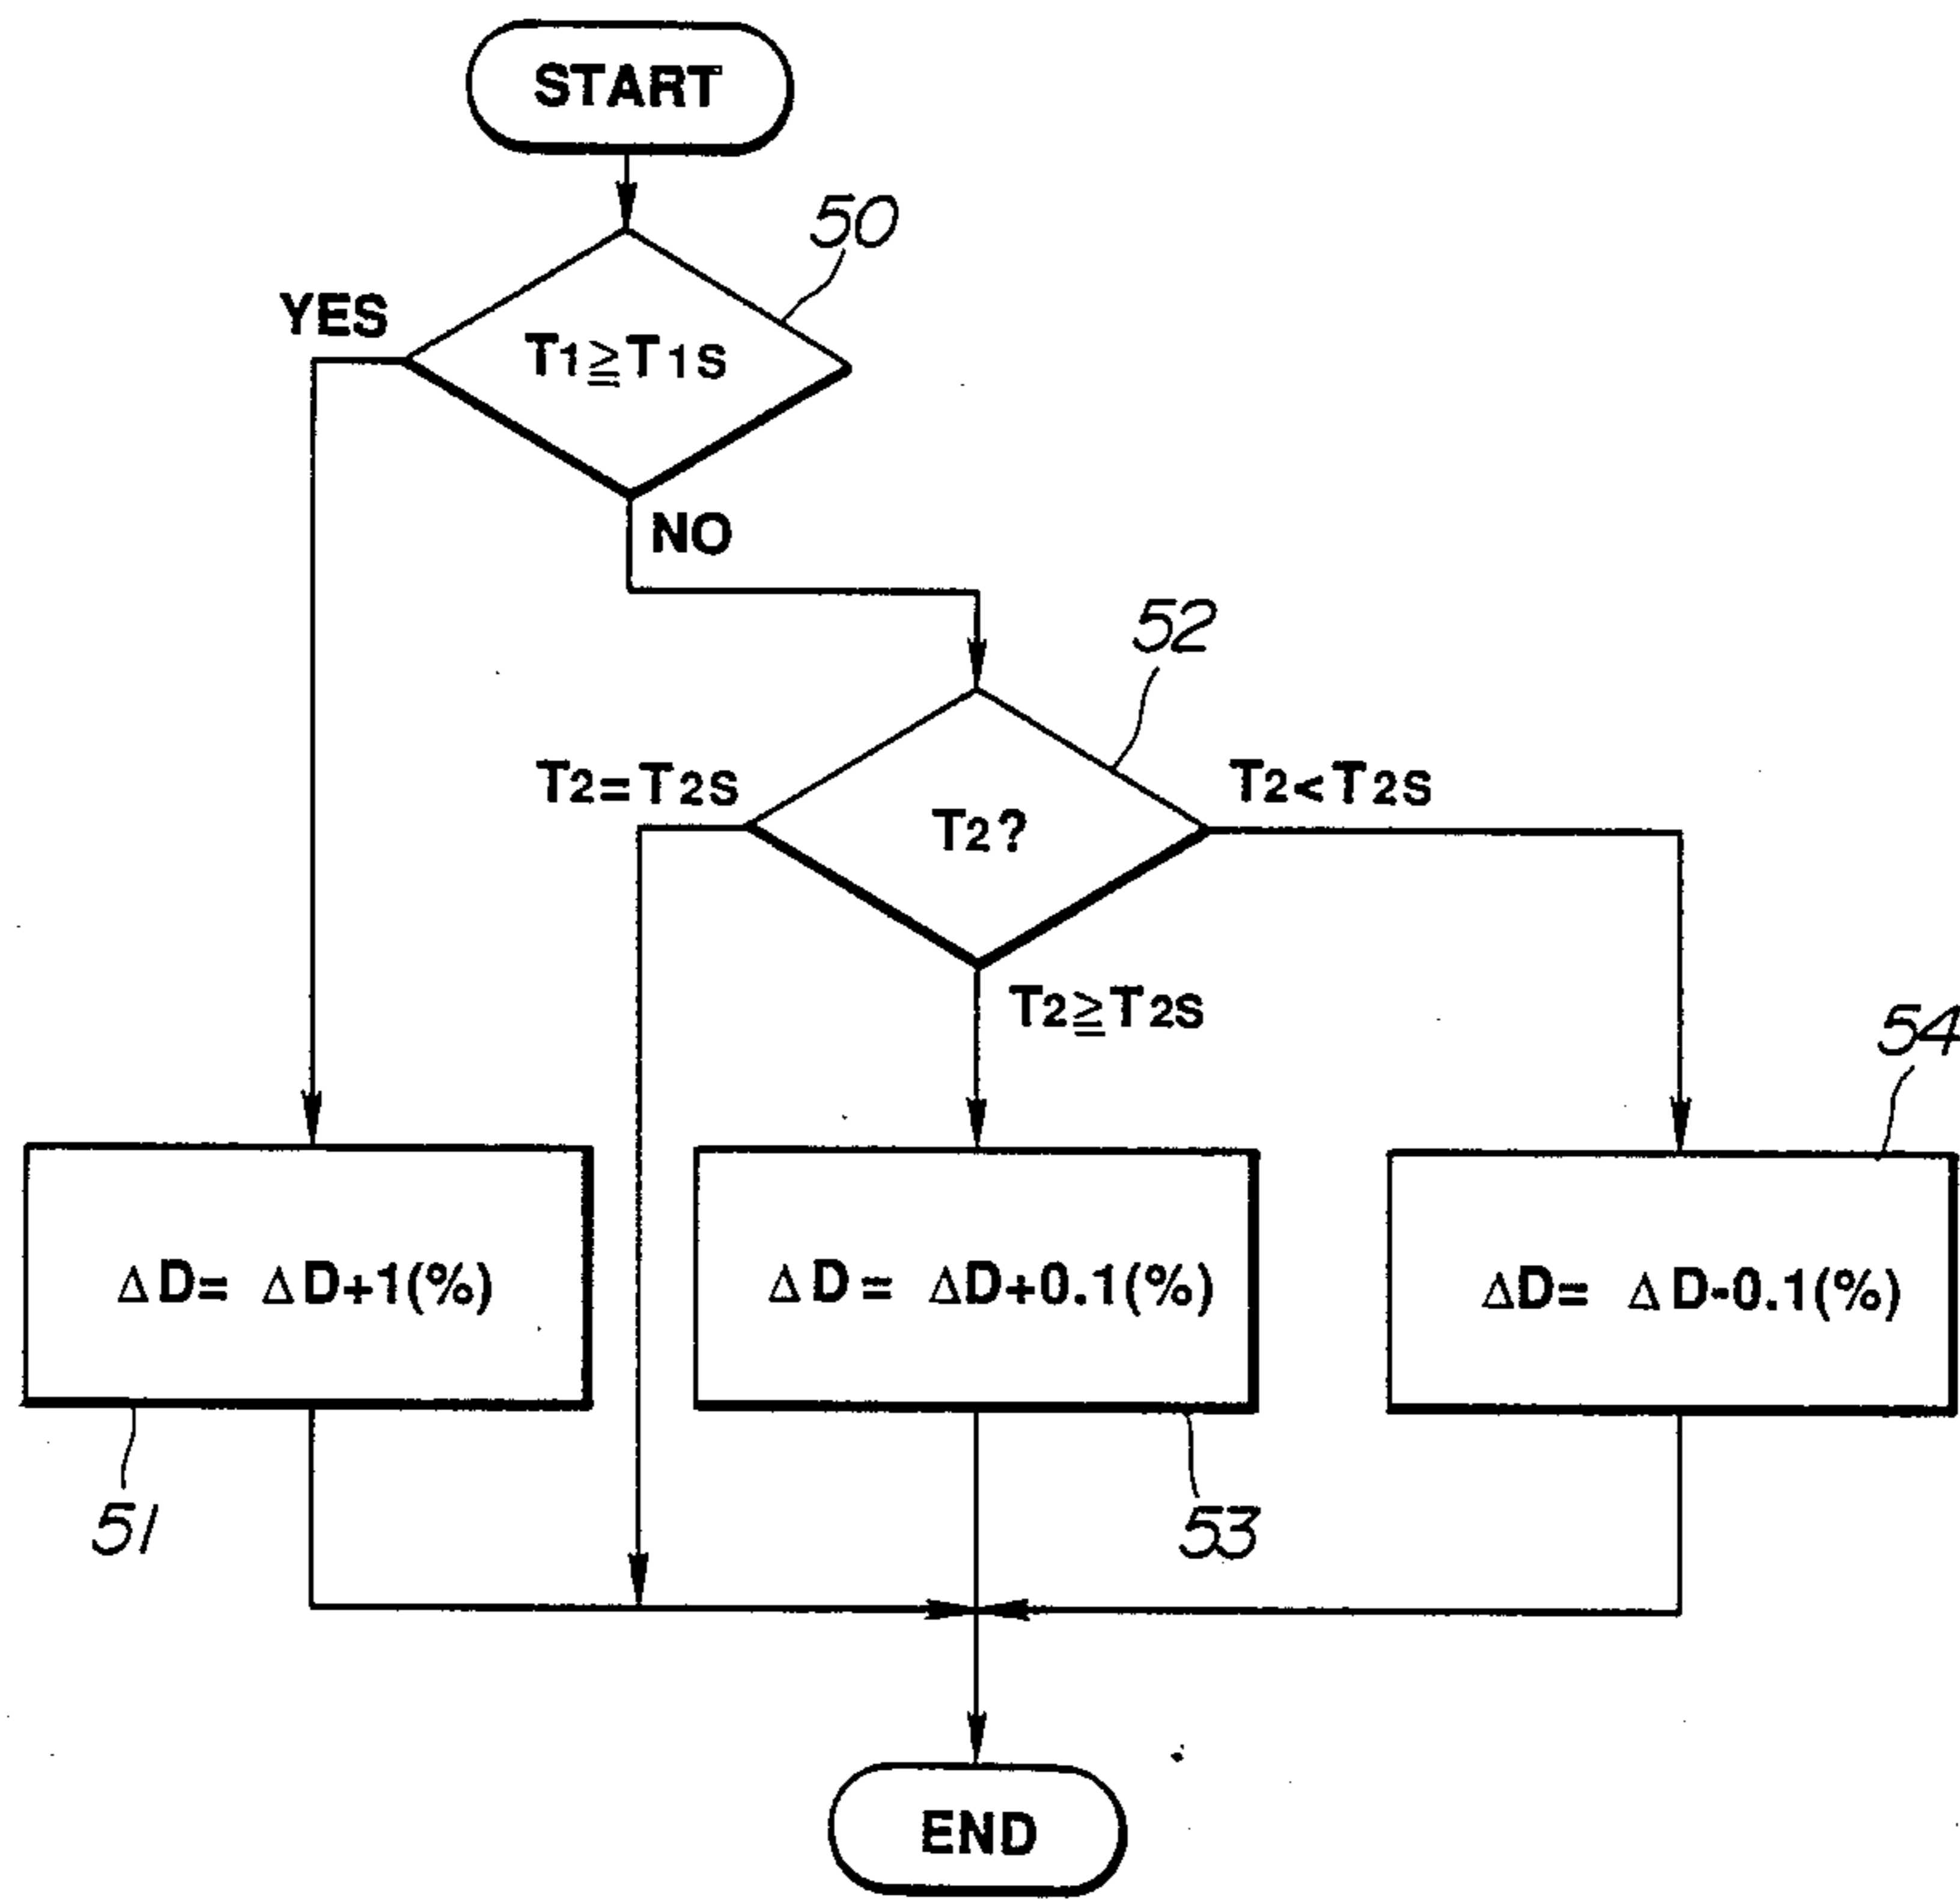 START
50
YES
T1≧T1S
NO
52
T2=T2S
T2?
T2<T2S
T2≧T2S
54
ΔD= ΔD+1(%)
ΔD= ΔD+0.1(%)
ΔD= ΔD-0.1(%)
51
53
END